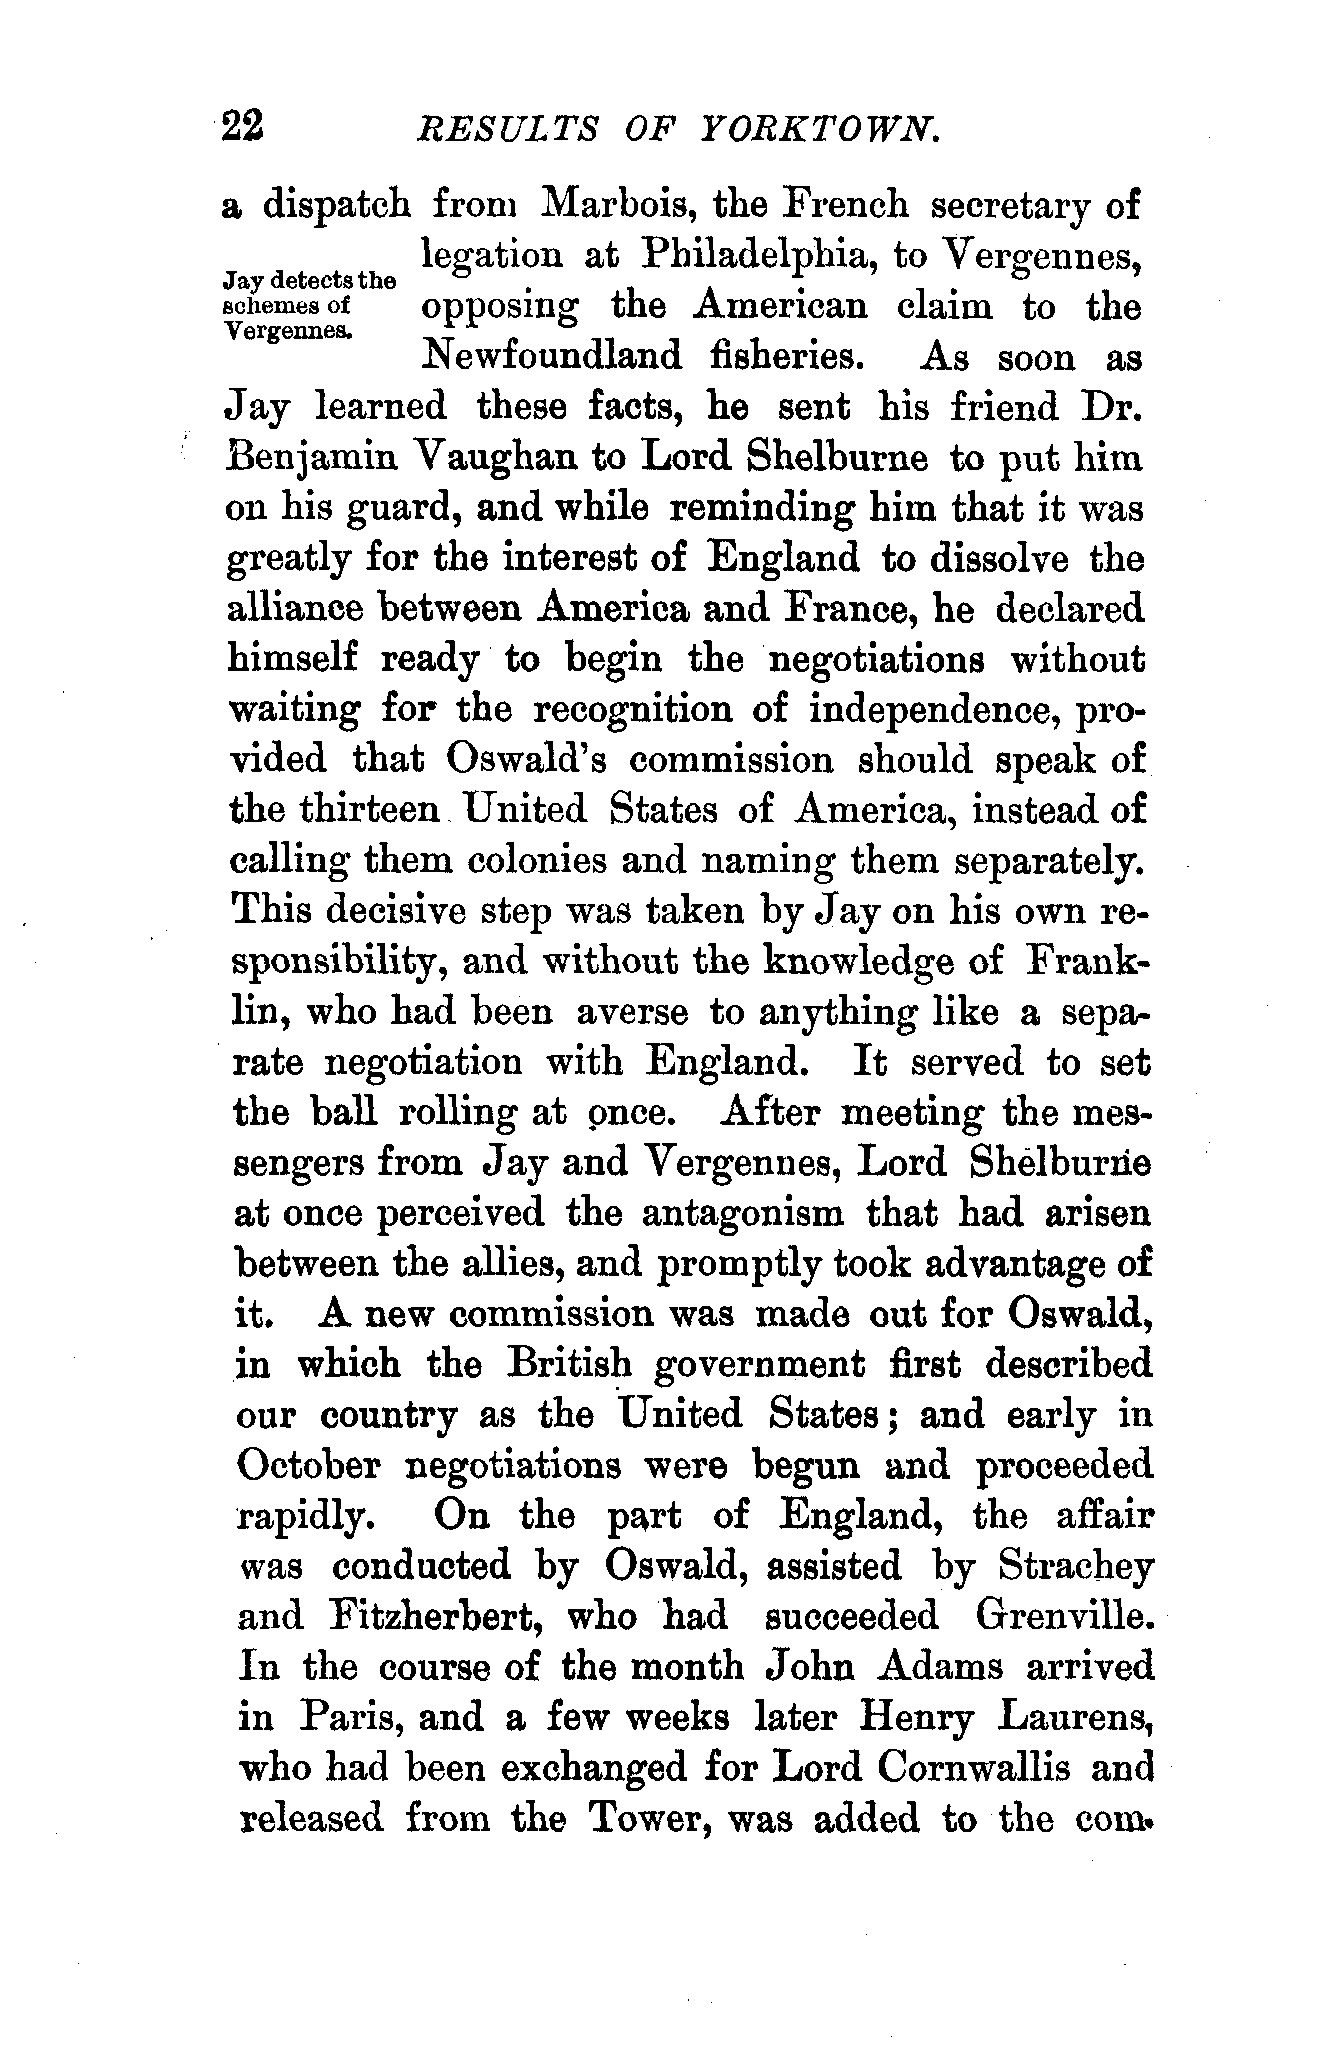 22 RESULTS OF YORKTOWN.
a dispatch from Marbois, the French secretary of
Jay detects the
schemes of
Vergennes.
legation at Philadelphia, to Vergennes,
opposing the American claim to the
Newfoundland fisheries. As soon as
Jay learned these facts, he sent his friend Dr.
Benjamin Vaughan to Lord Shelburne to put him
on his guard, and while reminding him that it was
greatly for the interest of England to dissolve the
alliance between America and France, he declared
himself ready to begin the negotiations without
waiting for the recognition of independence, pro-
vided that Oswald's commission should speak of
the thirteen United States of America, instead of
calling them colonies and naming them separately.
This decisive step was taken by Jay on his own re-
sponsibility, and without the knowledge of Frank-
lin, who had been averse to anything like a sepa-
rate negotiation with England. It served to set
the ball rolling at once. After meeting the mes-
sengers from Jay and Vergennes, Lord Shelburne
at once perceived the antagonism that had arisen
between the allies, and promptly took advantage of
it. A new commission was made out for Oswald,
in which the British government first described
our country as the United States; and early in
October negotiations were begun and proceeded
rapidly. On the part of England, the affair
was conducted by Oswald, assisted by Strachey
and Fitzherbert, who had succeeded Grenville.
In the course of the month John Adams arrived
in Paris, and a few weeks later Henry Laurens,
who had been exchanged for Lord Cornwallis and
released from the Tower, was added to the com-